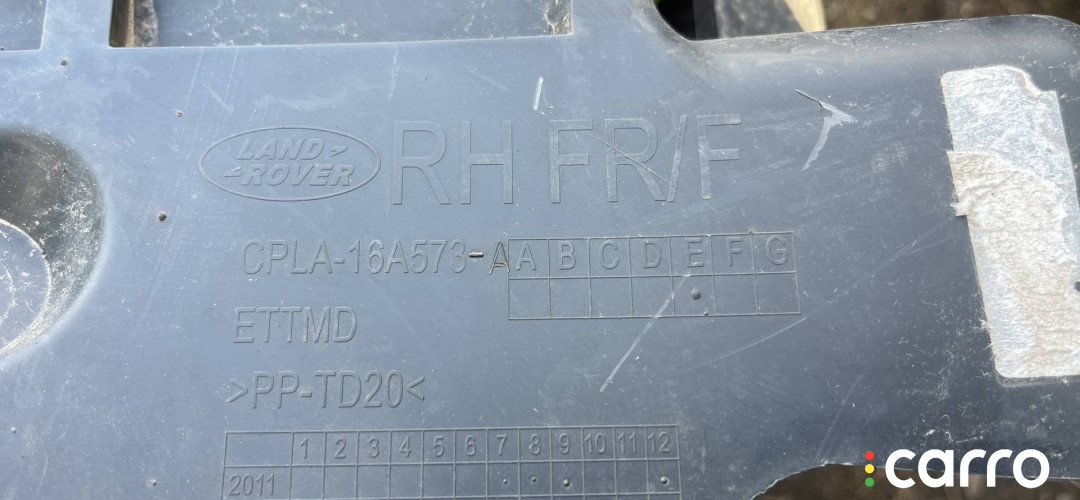 LAND ROVER RH FR/F
CPLA-16A573-A A B C D E F G
ETTMD
>PP-TD20<
1 2 3 4 5 6 7 8 9 10 11 12
2011
carro